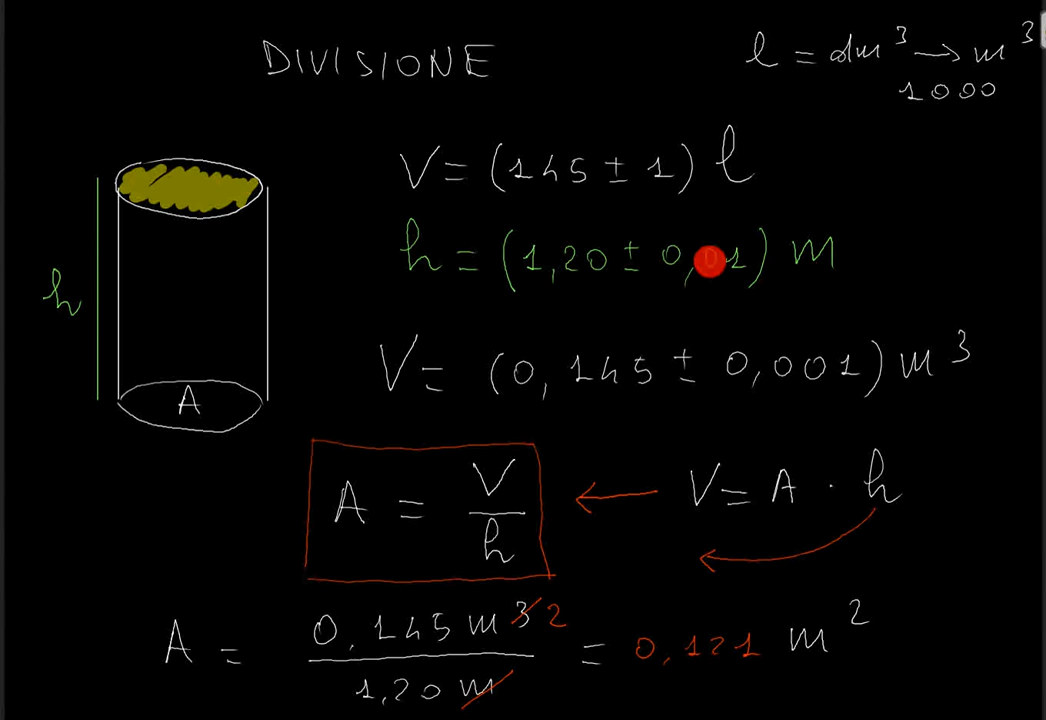 DIVISIONE
l = dm³ → m³
1000
V = (145 ± 1) l
h = (1,20 ± 0,01) m
h
V = (0,145 ± 0,001) m³
A
A = V / h ← V = A · h
A = 0,145 m³ 2 / 1,20 m = 0,121 m²